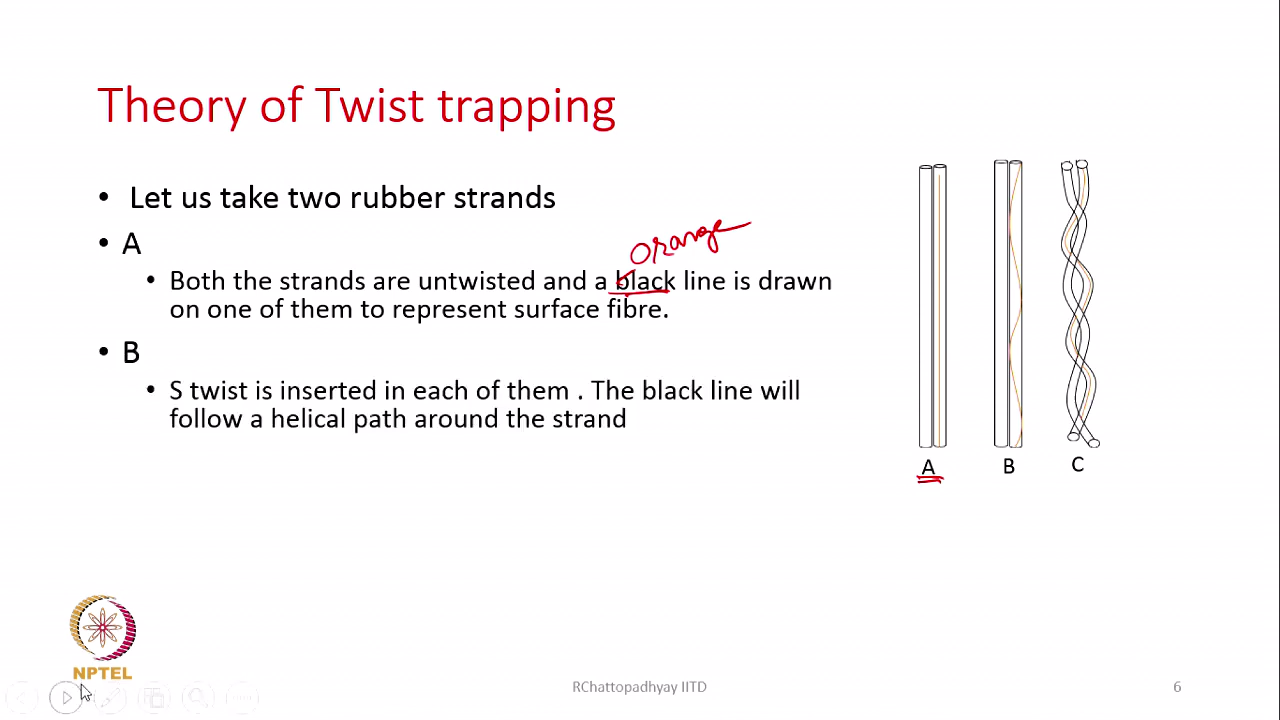 Theory of Twist trapping
• Let us take two rubber strands
• A
orange
• Both the strands are untwisted and a black line is drawn
on one of them to represent surface fibre.
• B
• S twist is inserted in each of them . The black line will
follow a helical path around the strand
A B C
NPTEL
RChattopadhyay IITD
6